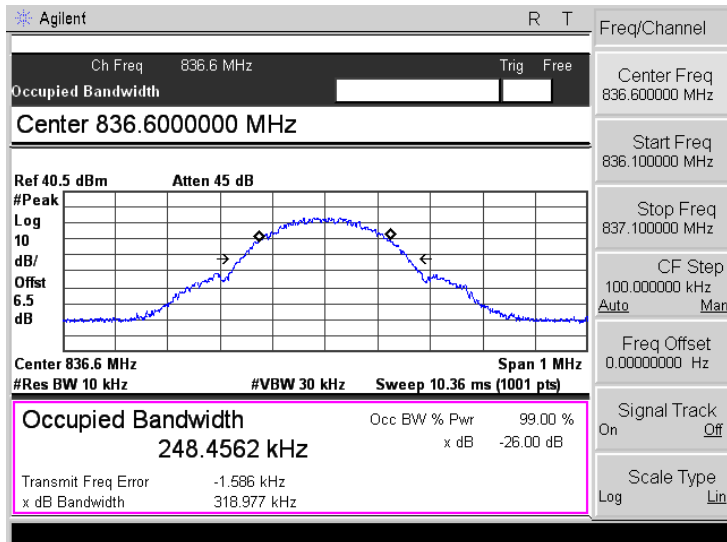 Agilent R T
Freq/Channel
Ch Freq 836.6 MHz Trig Free
Occupied Bandwidth
Center 836.6000000 MHz
Ref 40.5 dBm Atten 45 dB
#Peak
Log
10
dB/
Offst
6.5
dB
Center 836.6 MHz Span 1 MHz
#Res BW 10 kHz #VBW 30 kHz Sweep 10.36 ms (1001 pts)
Occupied Bandwidth Occ BW % Pwr 99.00 %
248.4562 kHz x dB -26.00 dB
Transmit Freq Error -1.586 kHz
x dB Bandwidth 318.977 kHz
Center Freq
836.600000 MHz
Start Freq
836.100000 MHz
Stop Freq
837.100000 MHz
CF Step
100.000000 kHz
Auto Man
Freq Offset
0.00000000 Hz
Signal Track
On Off
Scale Type
Log Lin